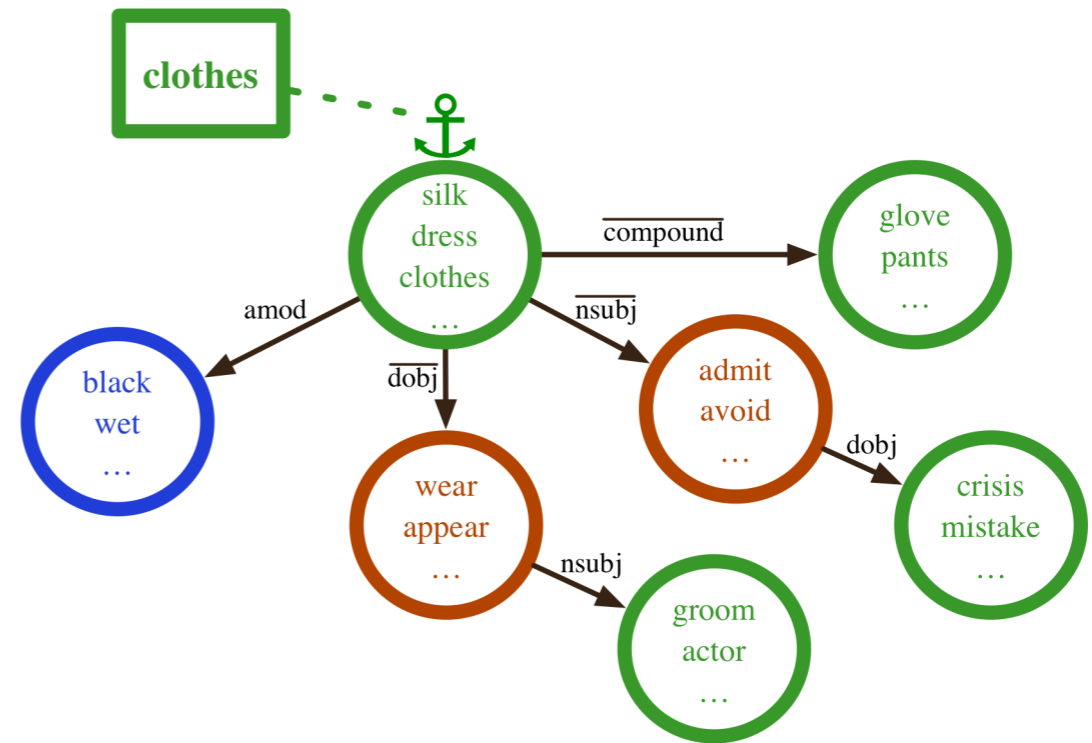 clothes
silk
dress
clothes
…
compound
glove
pants
…
amod
nsubj
dobj
black
wet
…
admit
avoid
…
dobj
wear
appear
…
crisis
mistake
…
nsubj
groom
actor
…